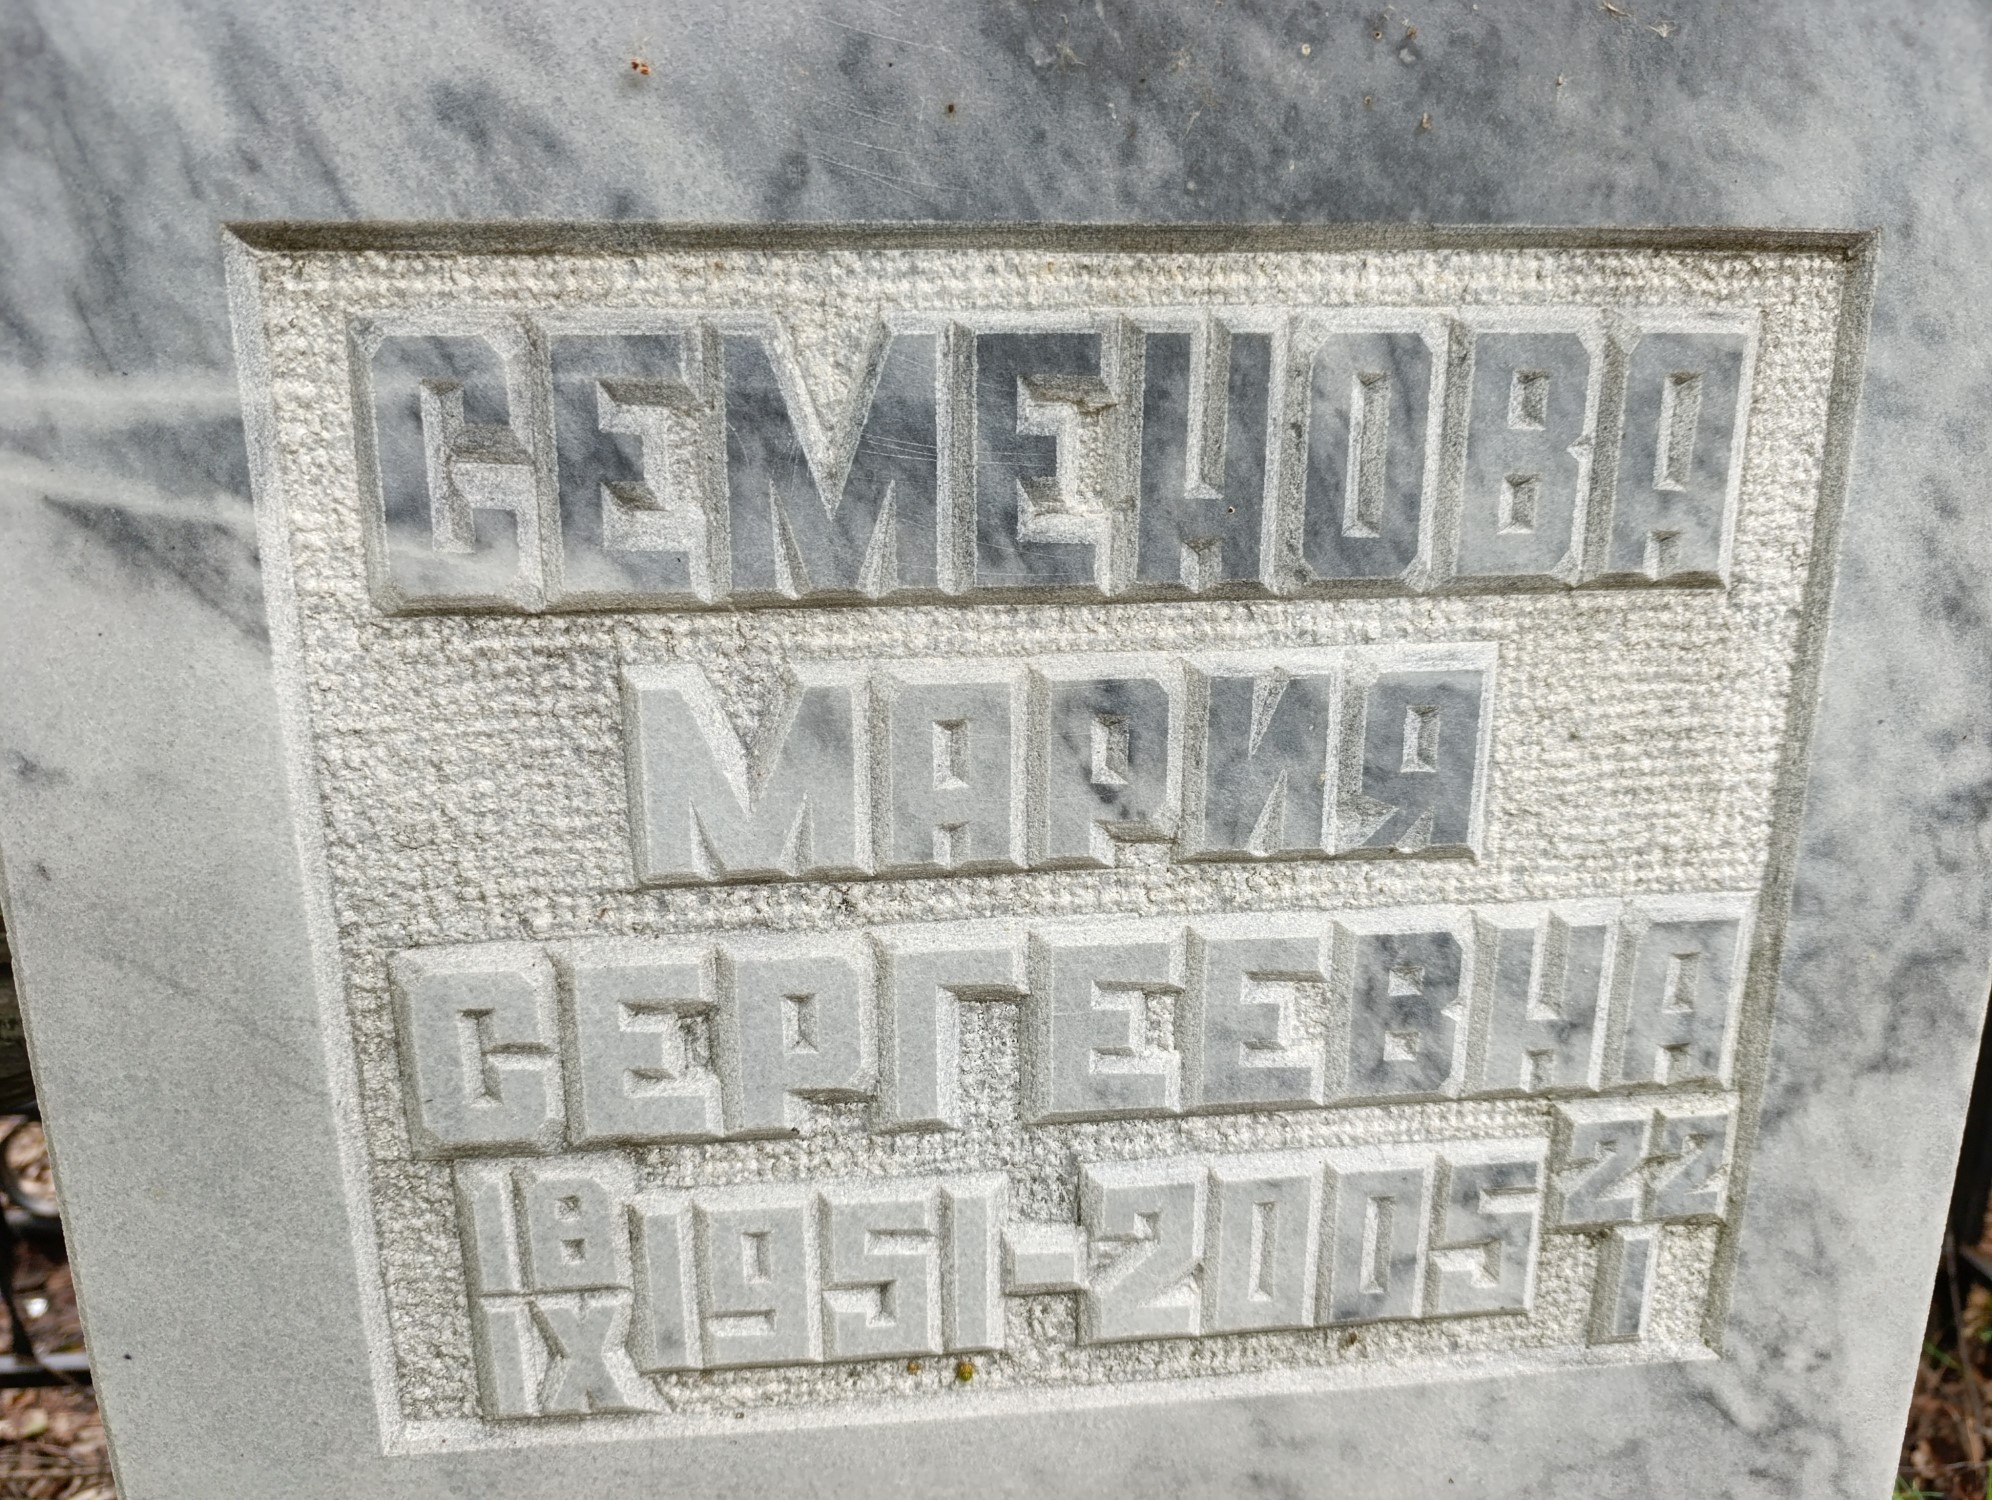 СЕМЕНОВА
МАРИЯ
СЕРГЕЕВНА
18 IX 1951-2005 22 I